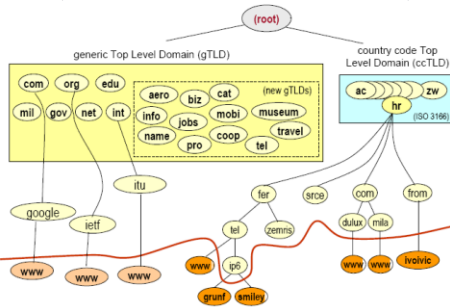 (root)
generic Top Level Domain (gTLD)
country code Top
Level Domain (ccTLD)
com org edu
mil gov net int
(new gTLDs)
aero biz cat
info jobs mobi museum
name pro coop travel
tel
ac zw
hr
(ISO 3166)
itu
google
ietf
www
www
www
fer srce com from
tel zemris dulux mila
www ip6 www www ivoivic
grunf smiley